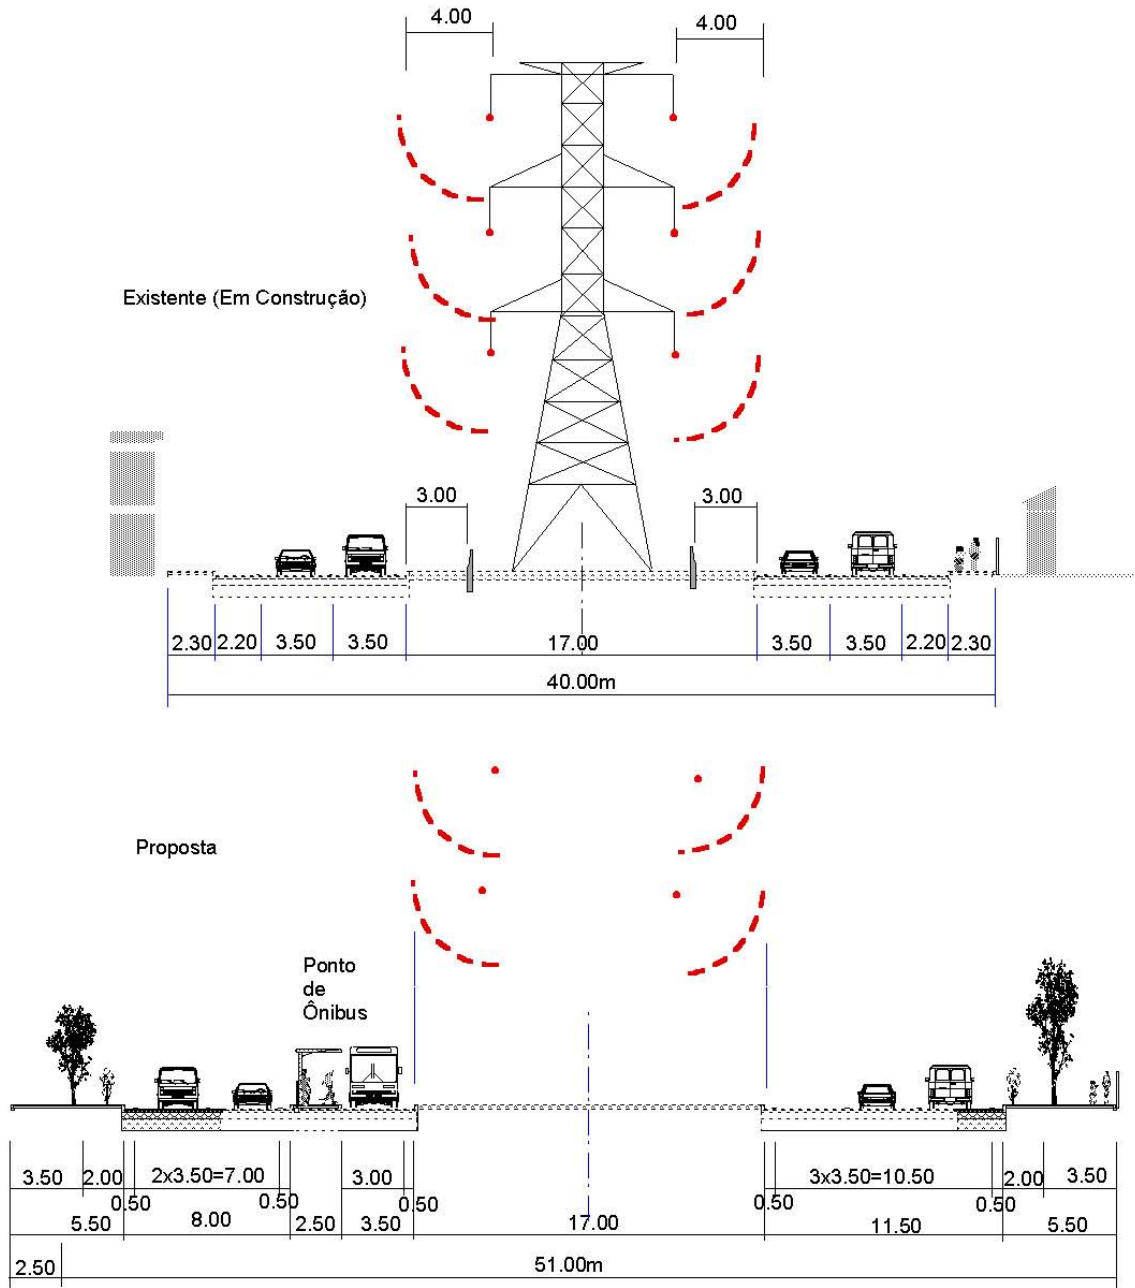 4.00
4.00
Existente (Em Construção)
3.00
3.00
2.30 2.20 3.50 3.50 17.00 3.50 3.50 2.20 2.30
40.00m
Proposta
Ponto
de
Ônibus
3.50 2.00 2x3.50=7.00 3.00 3x3.50=10.50 2.00 3.50
0.50 0.50 0.50 0.50 0.50
5.50 8.00 2.50 3.50 17.00 11.50 5.50
2.50 51.00m